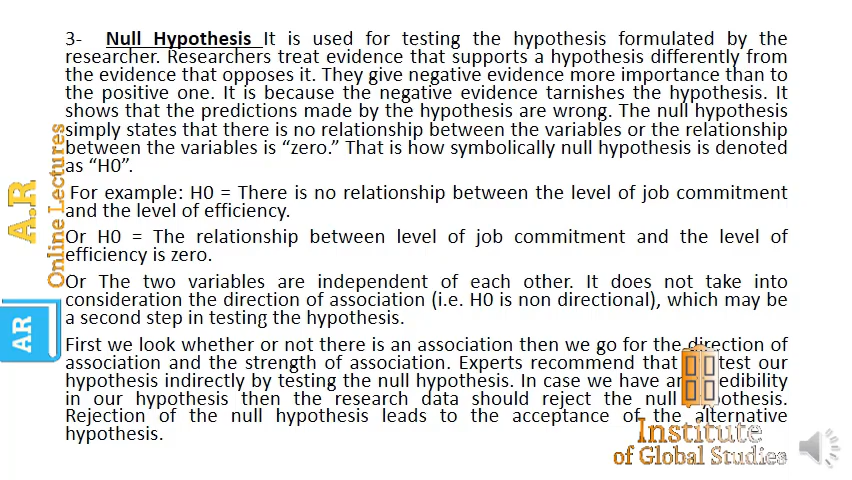 3- Null Hypothesis It is used for testing the hypothesis formulated by the
researcher. Researchers treat evidence that supports a hypothesis differently from
the evidence that opposes it. They give negative evidence more importance than to
the positive one. It is because the negative evidence tarnishes the hypothesis. It
shows that the predictions made by the hypothesis are wrong. The null hypothesis
simply states that there is no relationship between the variables or the relationship
between the variables is “zero.” That is how symbolically null hypothesis is denoted
as “H0”.
For example: H0 = There is no relationship between the level of job commitment
and the level of efficiency.
Or H0 = The relationship between level of job commitment and the level of
efficiency is zero.
Or The two variables are independent of each other. It does not take into
consideration the direction of association (i.e. H0 is non directional), which may be
a second step in testing the hypothesis.
First we look whether or not there is an association then we go for the direction of
association and the strength of association. Experts recommend that test our
hypothesis indirectly by testing the null hypothesis. In case we have any
in our hypothesis then the research data should reject the null hypothesis.
Rejection of the null hypothesis leads to the acceptance of the alternative
hypothesis.
A.R
Online Lectures
AR
Institute
of Global Studies